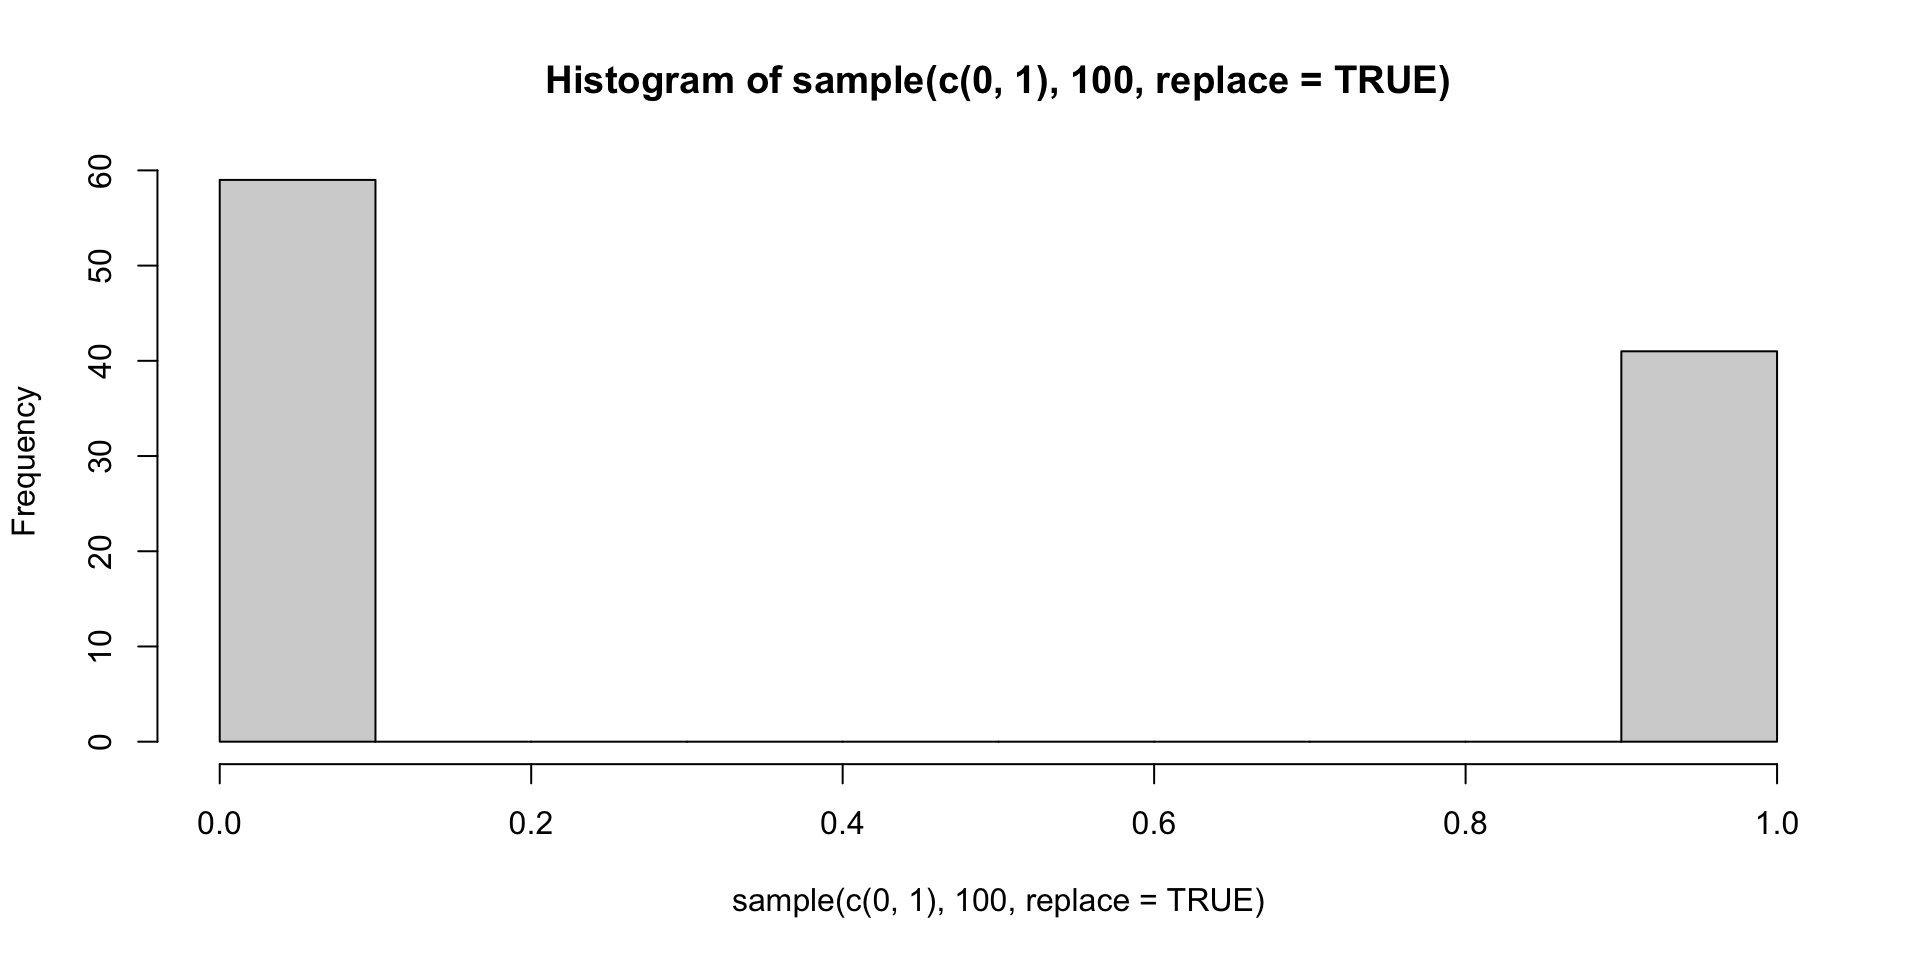 Histogram of sample(c(0, 1), 100, replace = TRUE)
Frequency
60
50
40
30
20
10
0
0.0 0.2 0.4 0.6 0.8 1.0
sample(c(0, 1), 100, replace = TRUE)